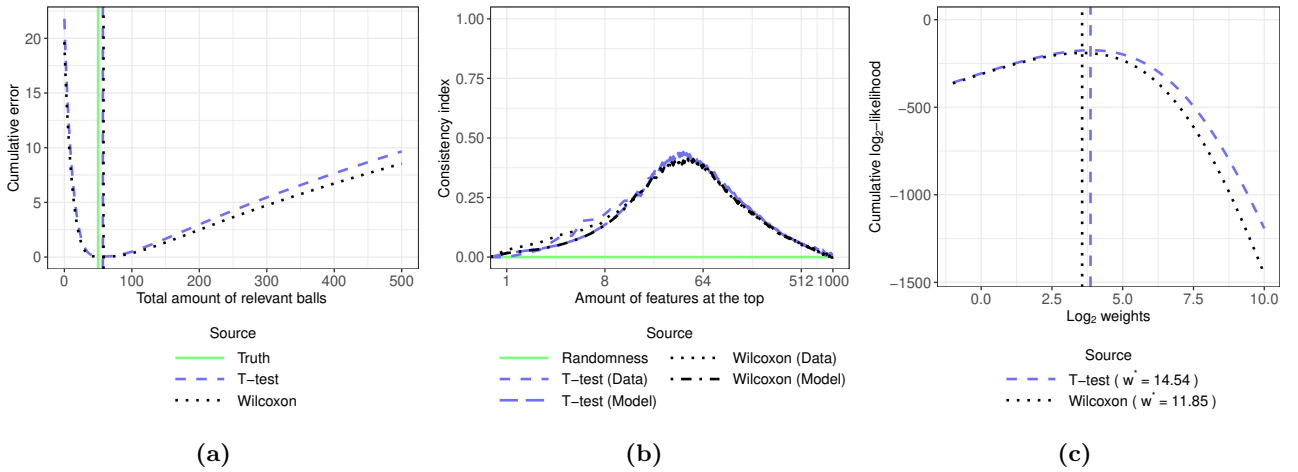 Cumulative error
20
15
10
5
0
0 100 200 300 400 500
Total amount of relevant balls
Source
Truth
T−test
Wilcoxon
(a)
Consistency index
1.00
0.75
0.50
0.25
0.00
1 8 64 512 1000
Amount of features at the top
Source
Randomness
T−test (Data)
T−test (Model)
Wilcoxon (Data)
Wilcoxon (Model)
(b)
Cumulative log₂−likelihood
0
−500
−1000
−1500
0.0 2.5 5.0 7.5 10.0
Log₂ weights
Source
T−test ( w* = 14.54 )
Wilcoxon ( w* = 11.85 )
(c)